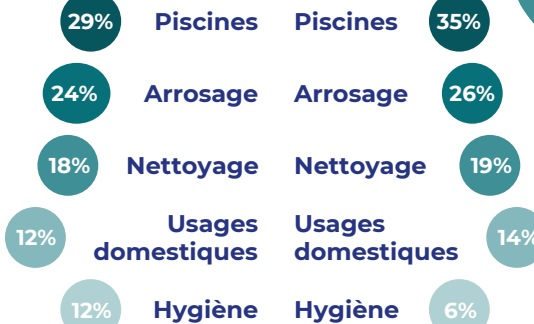 29% Piscines Piscines 35%
24% Arrosage Arrosage 26%
18% Nettoyage Nettoyage 19%
12% Usages domestiques Usages domestiques 14%
12% Hygiène Hygiène 6%